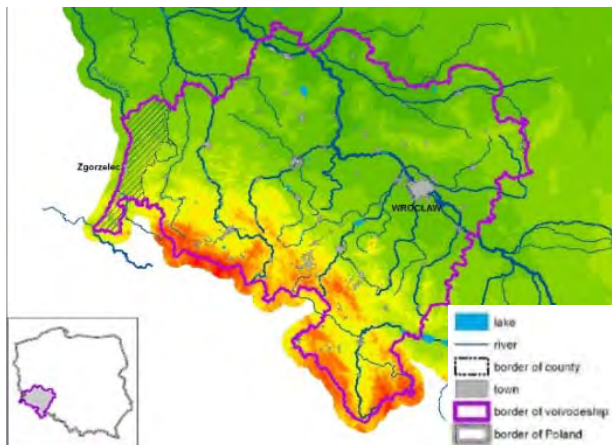 Zgorzelec
WROCŁAW
lake
river
border of county
town
border of voivodeship
border of Poland